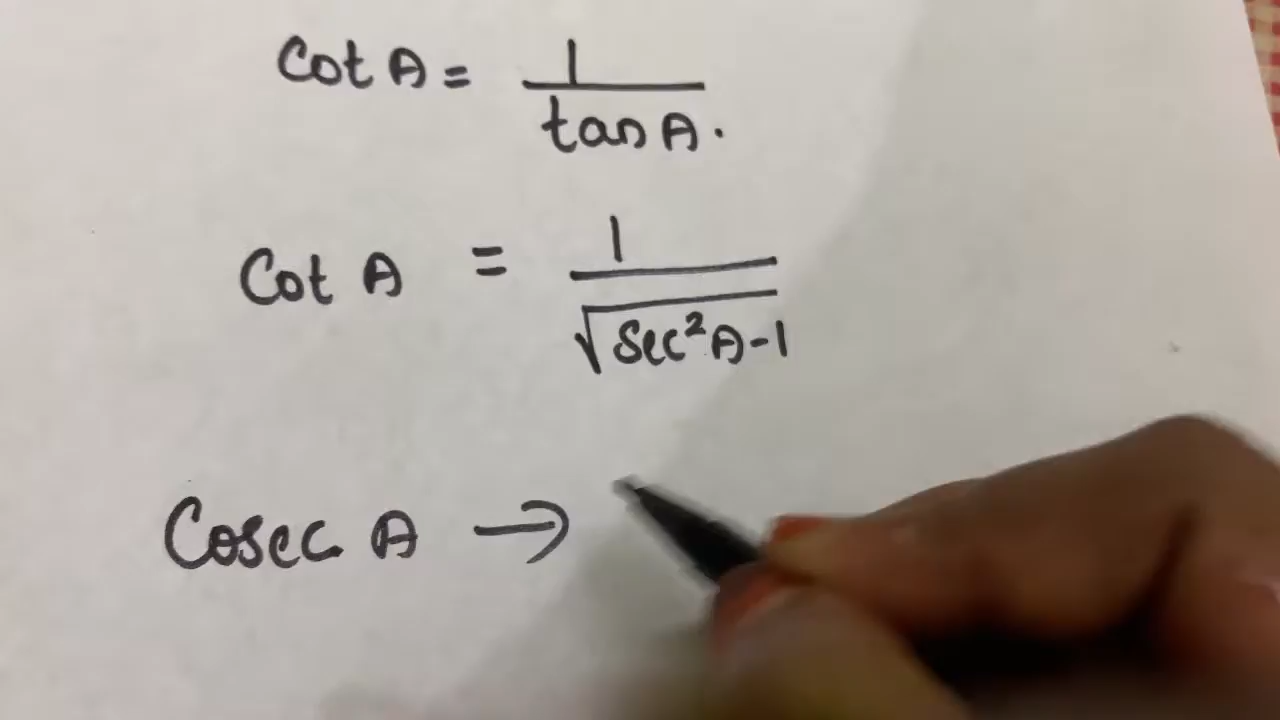 Cot A = 1 / tan A.
Cot A = 1 / √Sec²A-1
Cosec A →